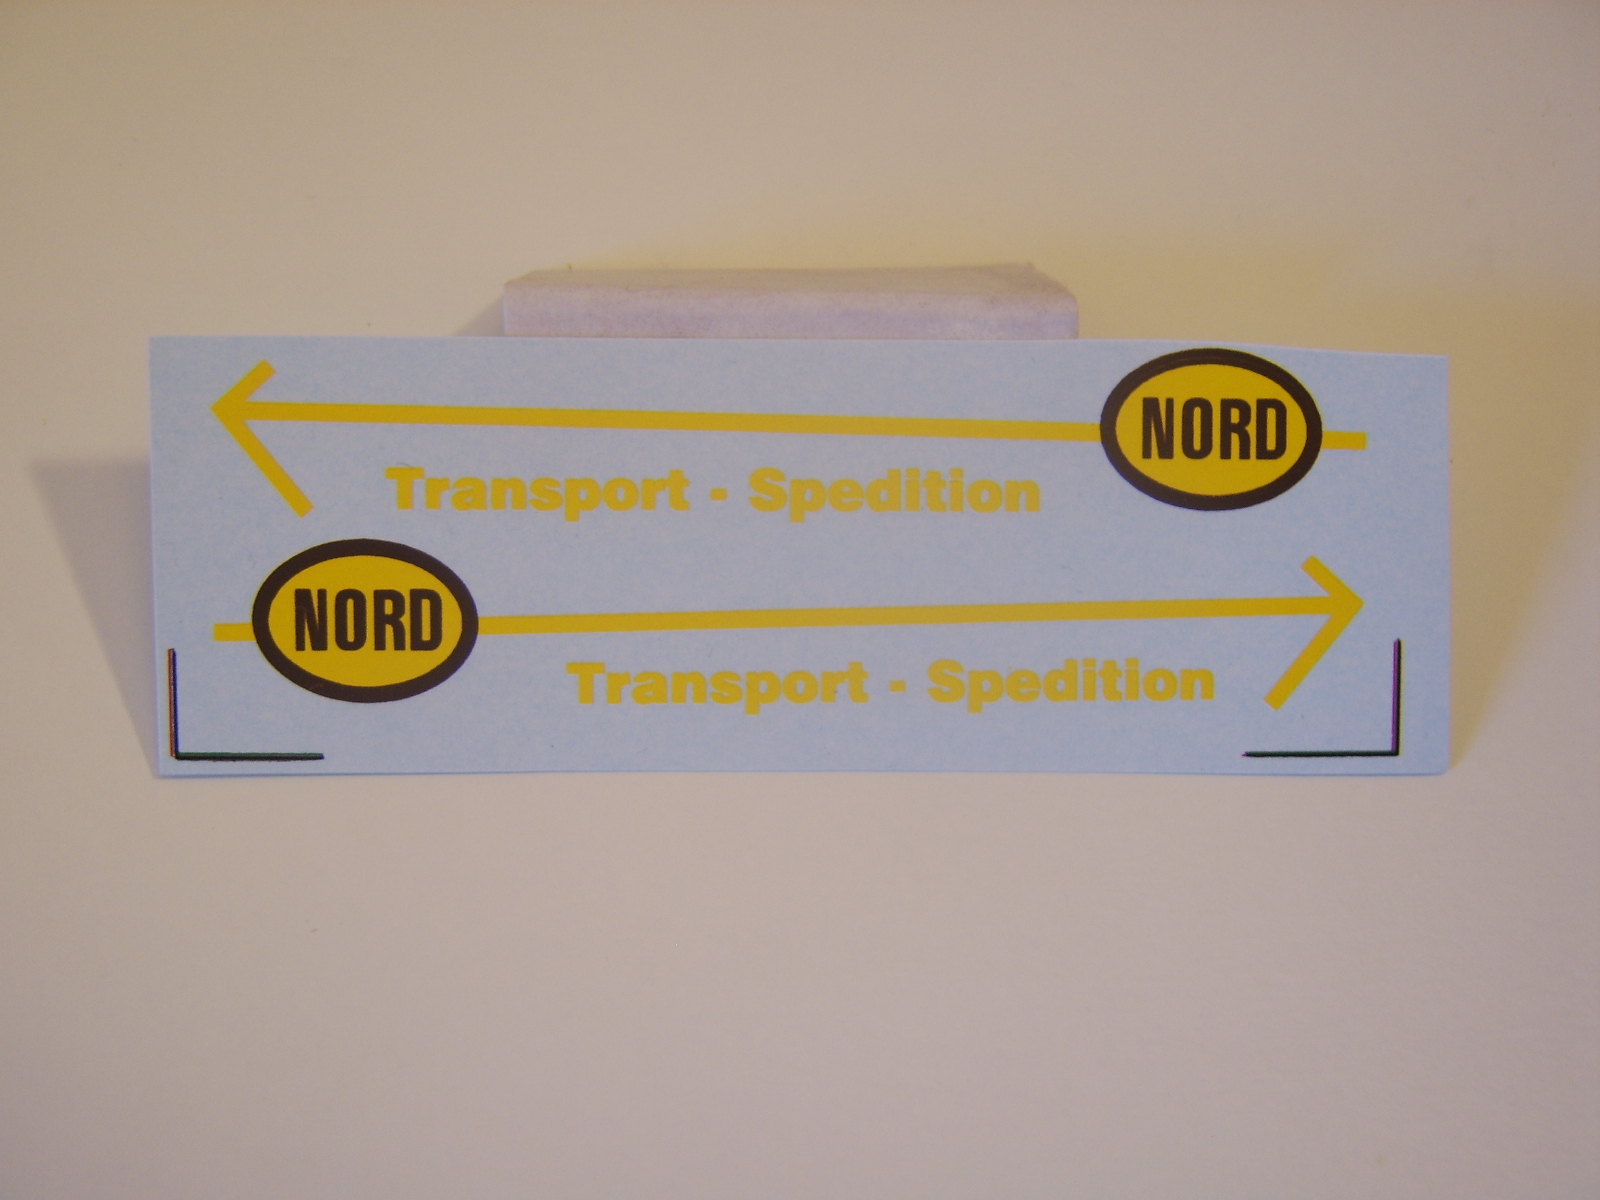 NORD
Transport - Spedition
NORD
Transport - Spedition